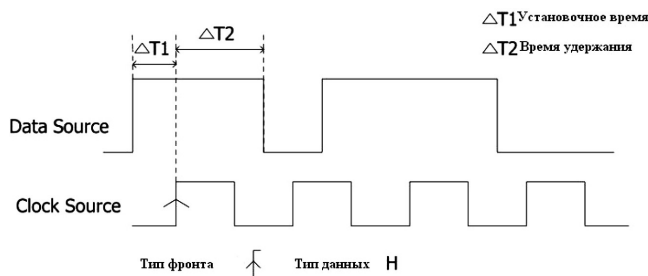 △T1 Установочное время
△T2 Время удержания
△T1
△T2
Data Source
Clock Source
Тип фронта Тип данных H